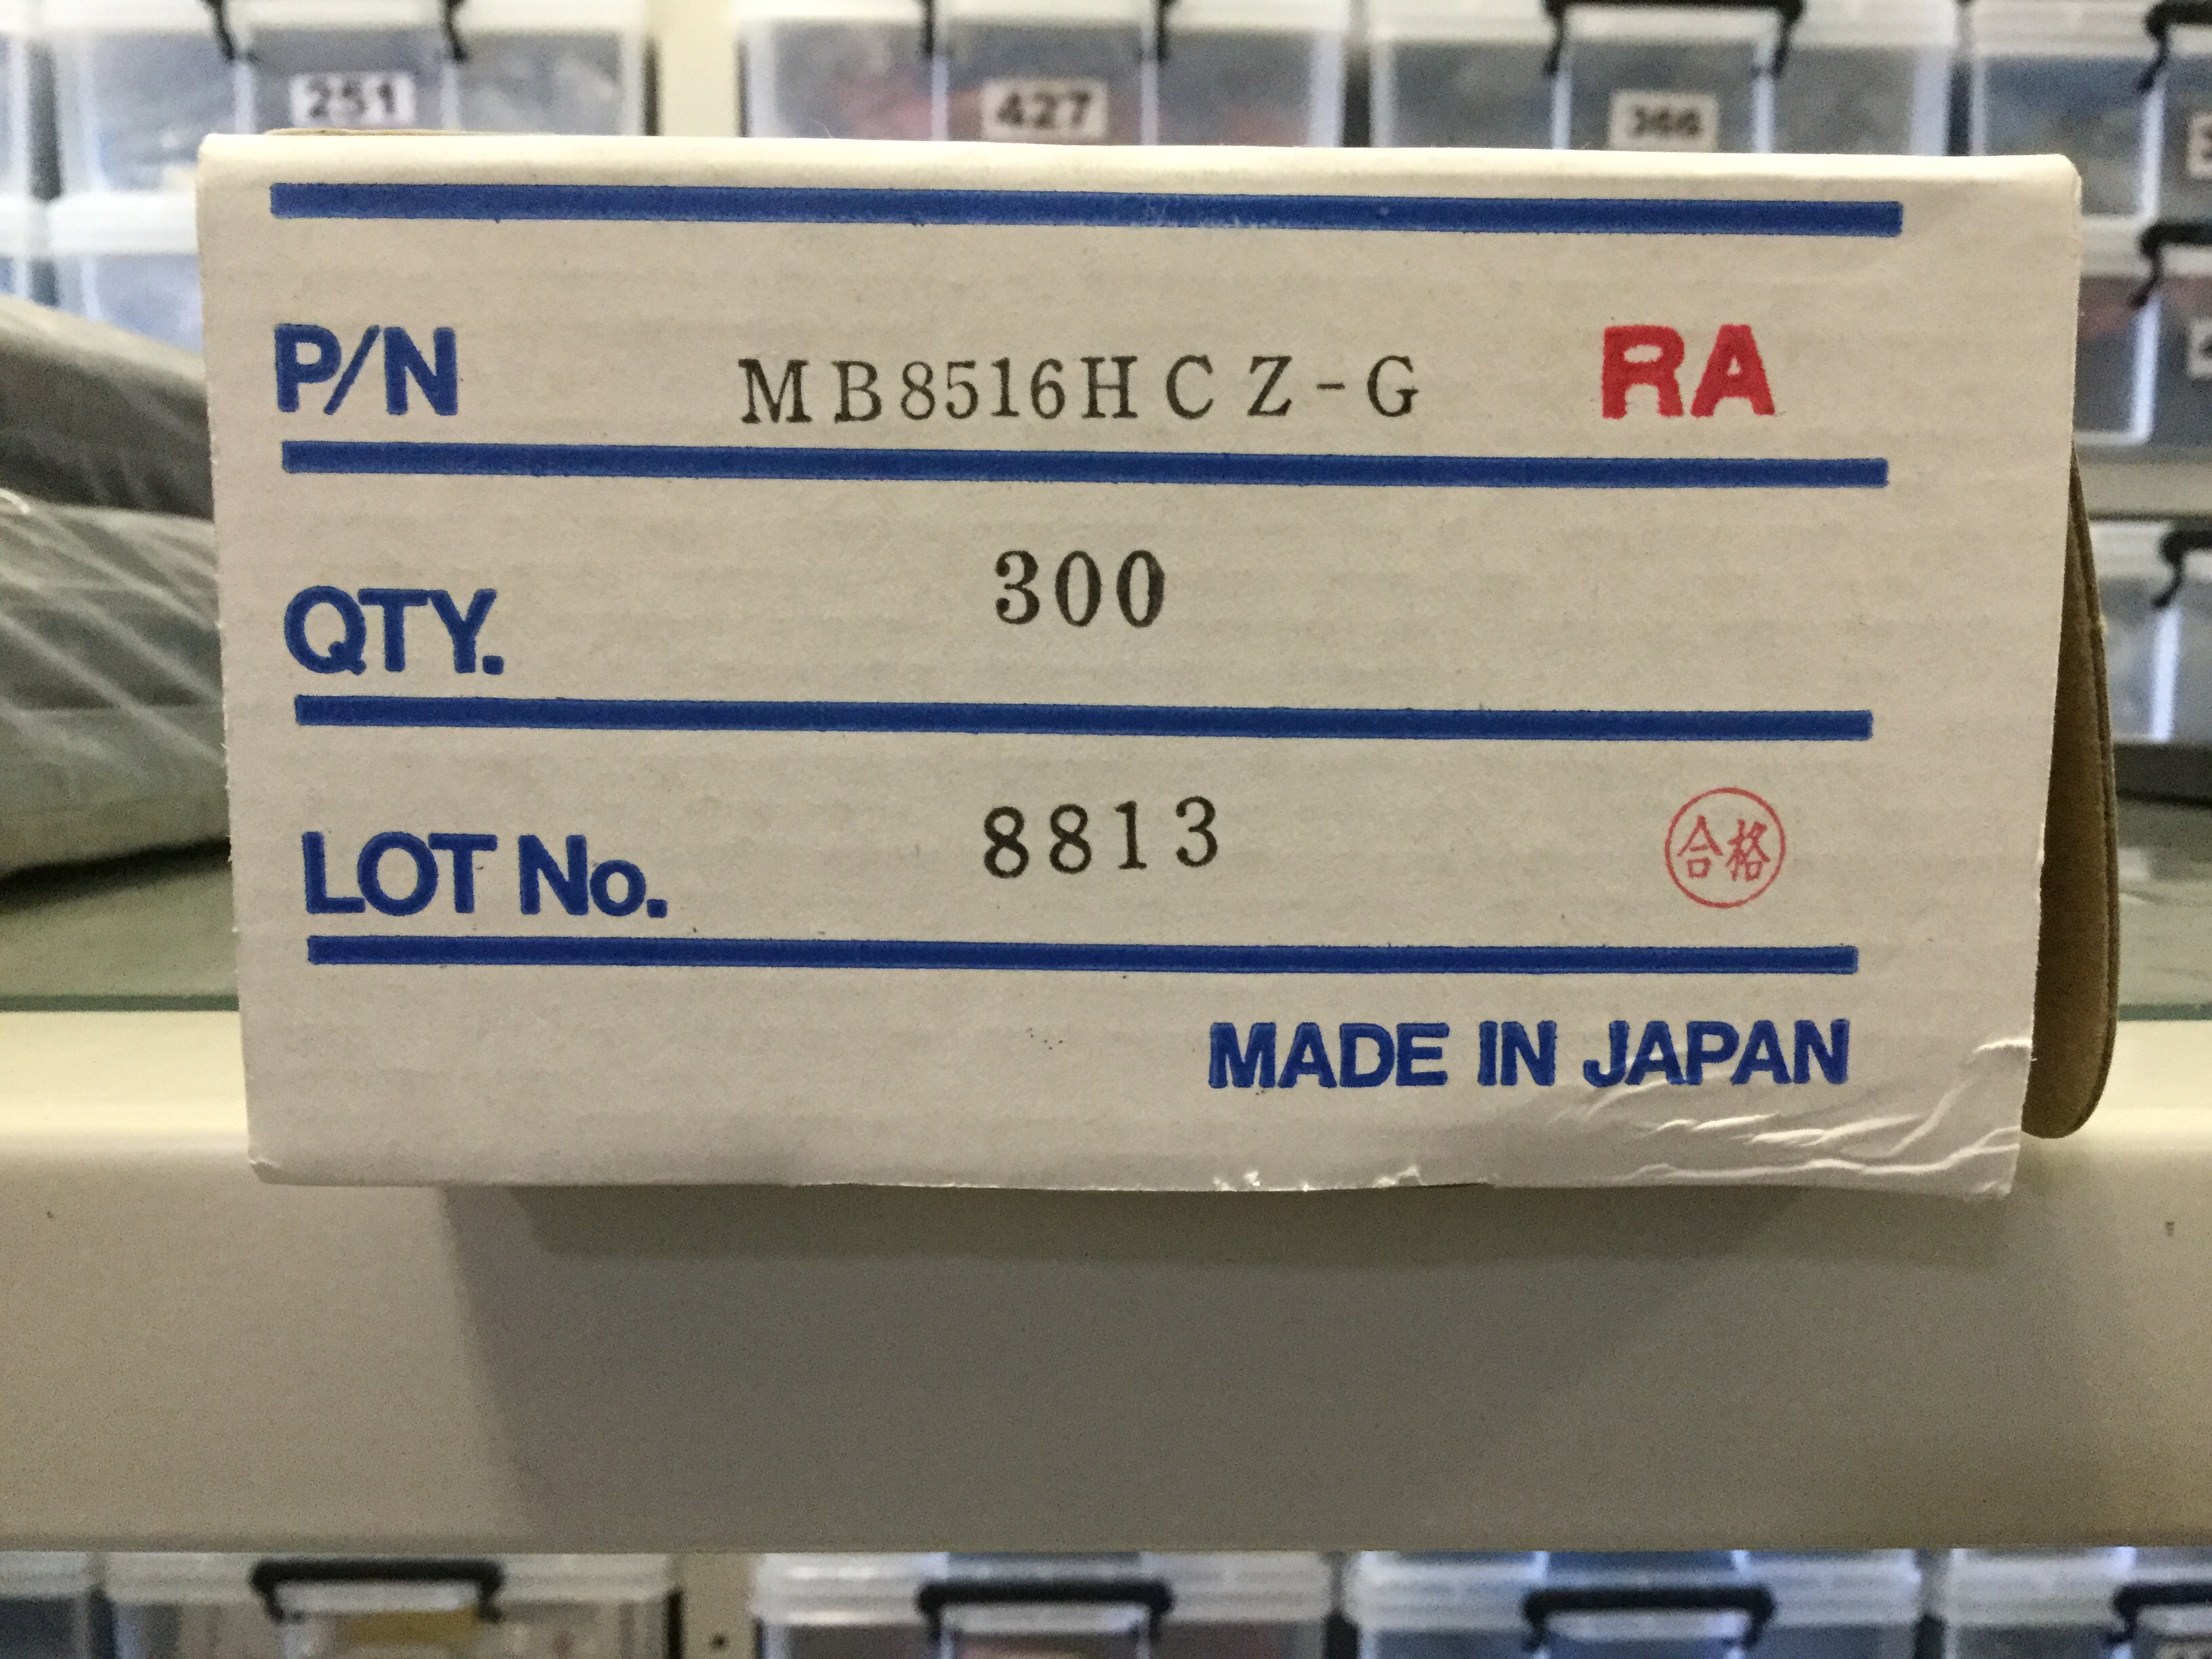 251
427
366
P/N MB8516HCZ-G RA
QTY. 300
LOT No. 8813 合格
MADE IN JAPAN